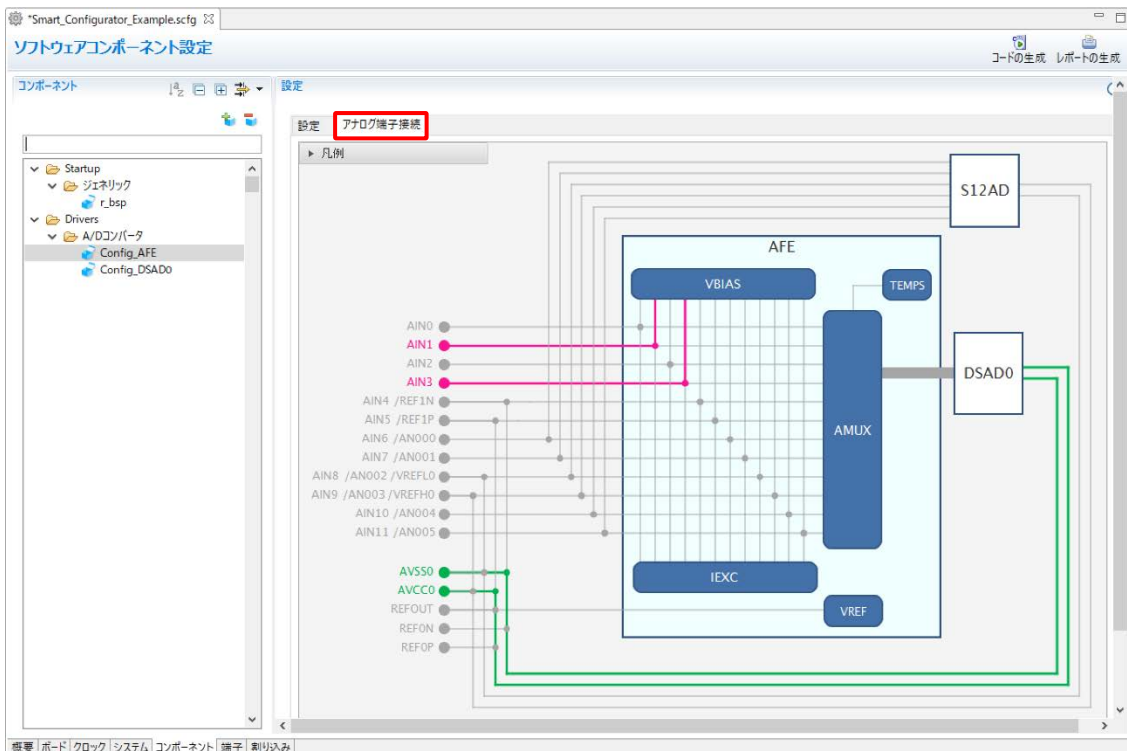 *Smart_Configurator_Example.scfg
ソフトウェアコンポーネント設定
コードの生成 レポートの生成
コンポーネント
設定
設定 アナログ端子接続
凡例
Startup
ジェネリック
r_bsp
Drivers
A/Dコンバータ
Config_AFE
Config_DSAD0
S12AD
AFE
VBIAS
TEMPS
AIN0
AIN1
AIN2
AIN3
DSAD0
AIN4 /REF1N
AIN5 /REF1P
AIN6 /AN000
AMUX
AIN7 /AN001
AIN8 /AN002 /VREFL0
AIN9 /AN003 /VREFH0
AIN10 /AN004
AIN11 /AN005
AVSS0
IEXC
AVCC0
REFOUT
VREF
REF0N
REF0P
概要 ボード クロック システム コンポーネント 端子 割り込み